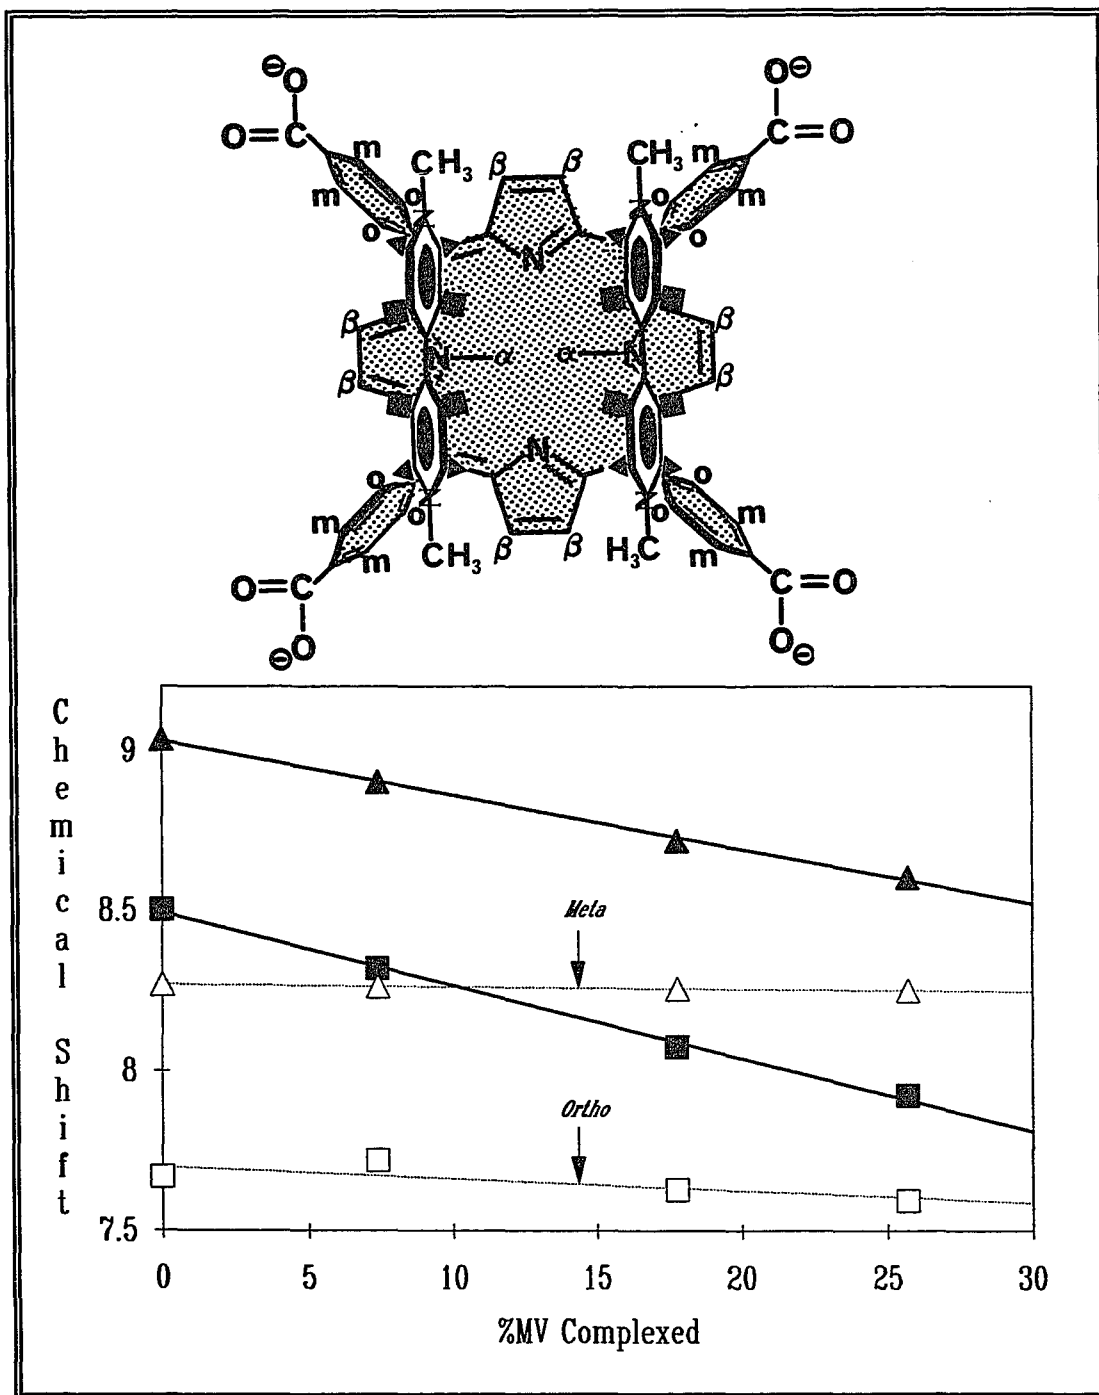 ⊖O O⊖
O=C C=O
m CH₃ β β CH₃ m
m o o m
o N N o
N
β β
N—α α—N
β β
N
o o
m o N N o m
m CH₃ β β H₃C m
O=C C=O
⊖O O⊖
Chemical Shift
9
8.5
8
7.5
Meta
Ortho
0 5 10 15 20 25 30
%MV Complexed